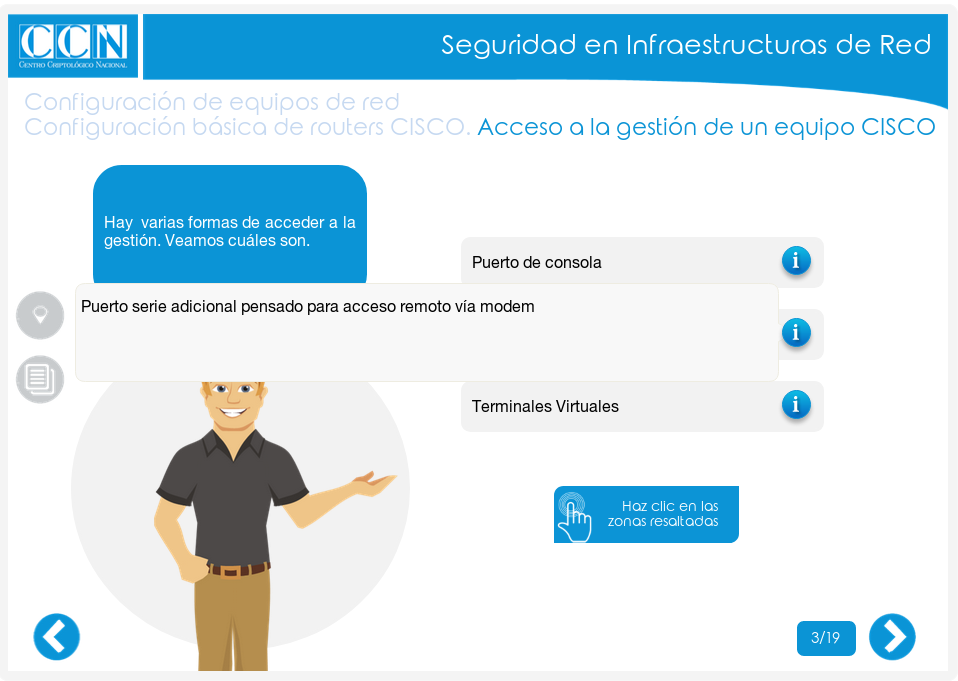 CCN
CENTRO CRIPTOLÓGICO NACIONAL
Seguridad en Infraestructuras de Red
Configuración de equipos de red
Configuración básica de routers CISCO. Acceso a la gestión de un equipo CISCO
Hay varias formas de acceder a la
gestión. Veamos cuáles son.
Puerto de consola
i
Puerto serie adicional pensado para acceso remoto vía modem
i
Terminales Virtuales
i
Haz clic en las
zonas resaltadas
3/19